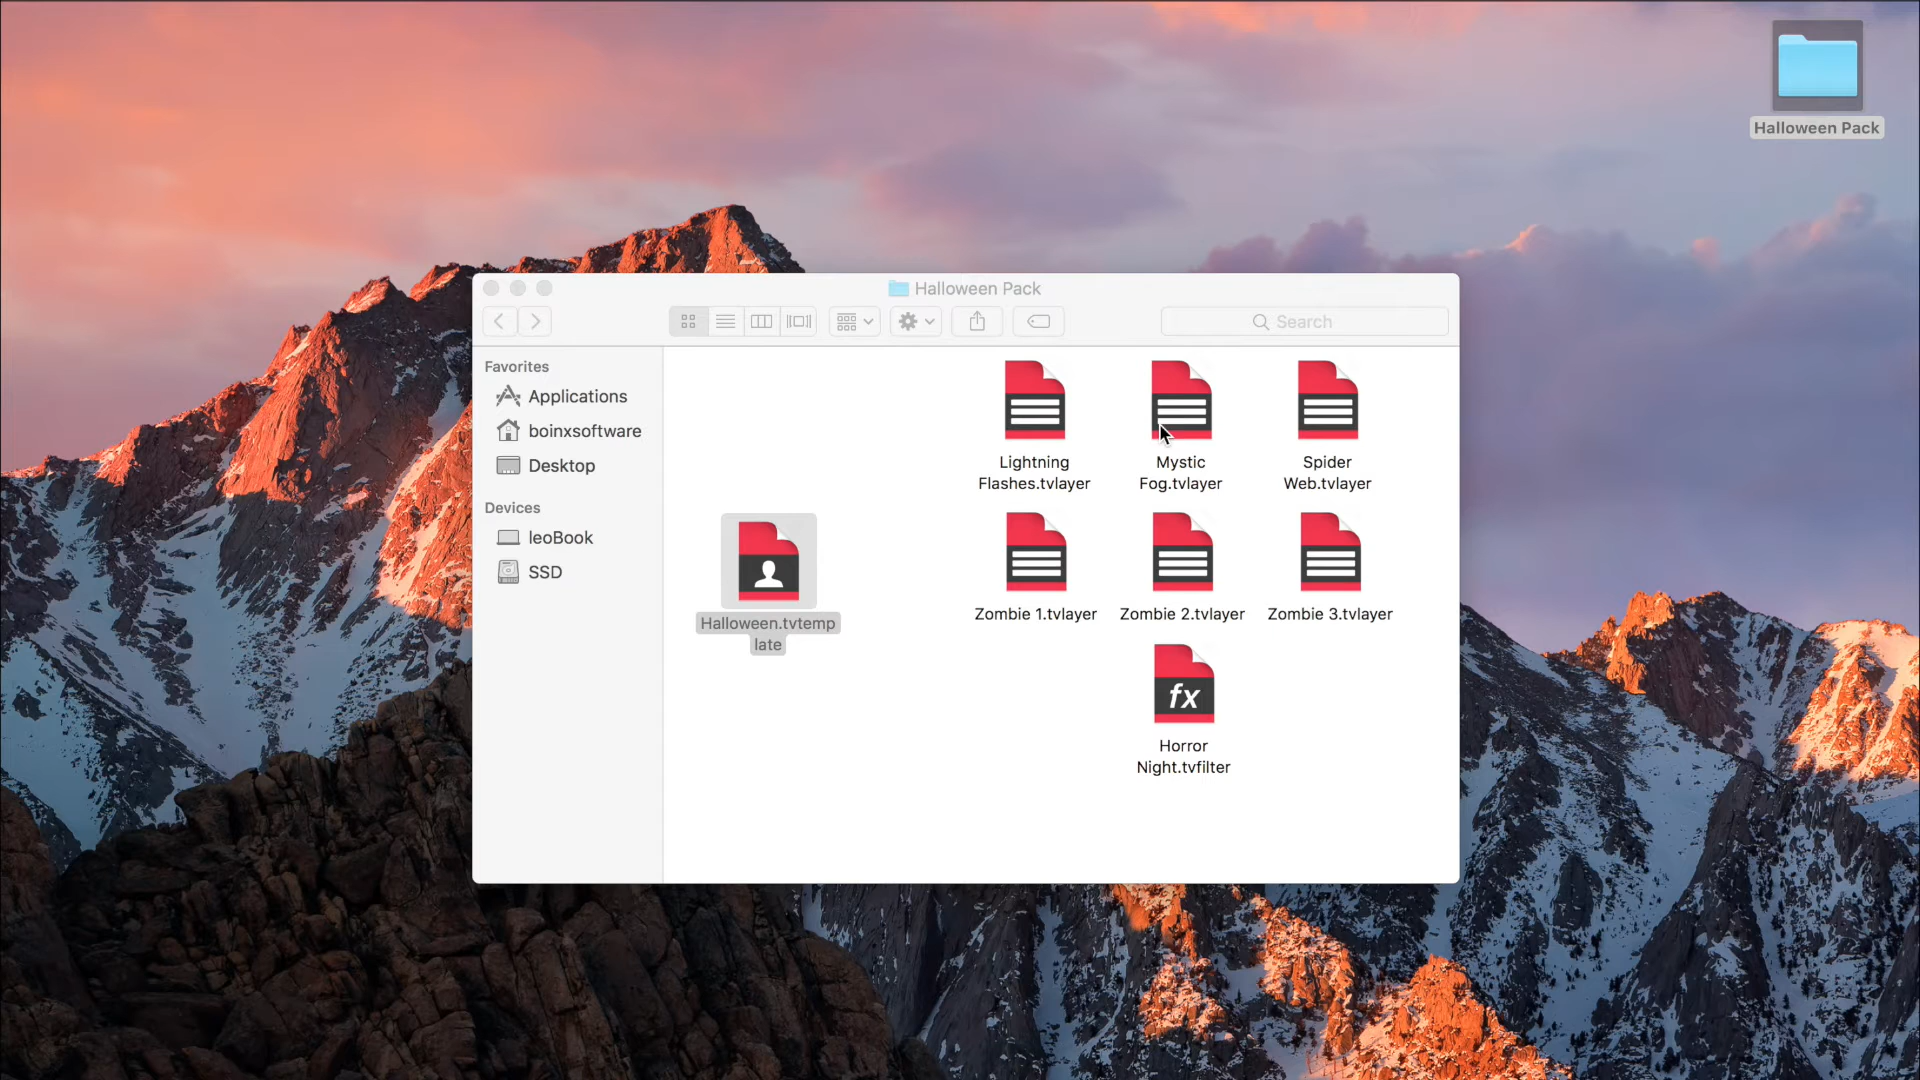 Halloween Pack
Halloween Pack
Search
Favorites
Applications
boinxsoftware
Desktop
Devices
leoBook
SSD
Lightning
Flashes.tvlayer
Mystic
Fog.tvlayer
Spider
Web.tvlayer
Halloween.tvtemp
late
Zombie 1.tvlayer
Zombie 2.tvlayer
Zombie 3.tvlayer
fx
Horror
Night.tvfilter